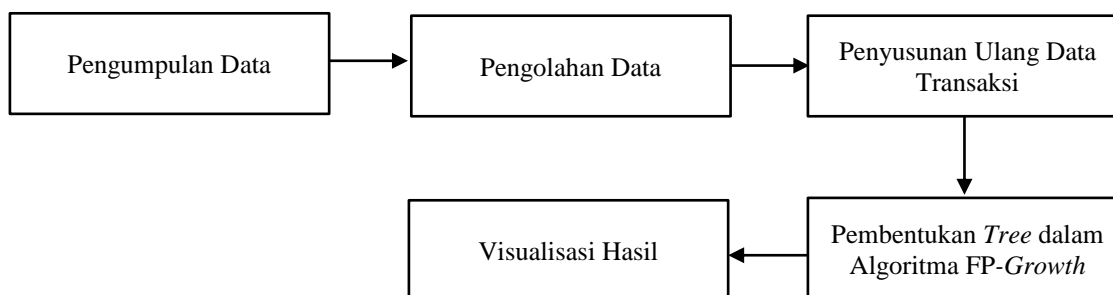 Pengumpulan Data
Pengolahan Data
Penyusunan Ulang Data
Transaksi
Pembentukan Tree dalam
Algoritma FP-Growth
Visualisasi Hasil